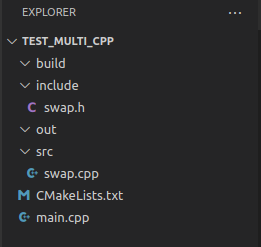 EXPLORER
TEST_MULTI_CPP
build
include
C swap.h
out
src
C+ swap.cpp
M CMakeLists.txt
C+ main.cpp